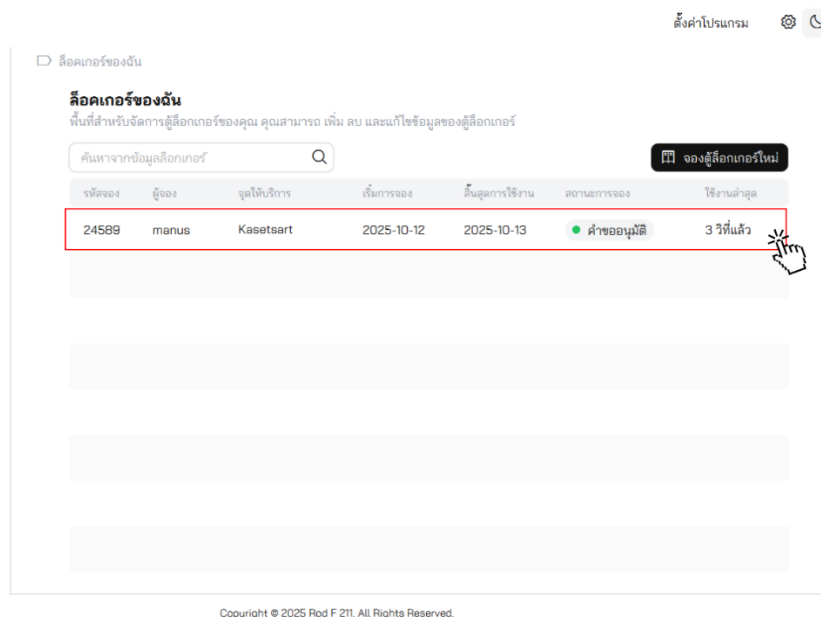 ตั้งค่าโปรแกรม
ล็อคเกอร์ของฉัน
ล็อคเกอร์ของฉัน
พื้นที่สำหรับจัดการตู้ล็อกเกอร์ของคุณ คุณสามารถ เพิ่ม ลบ และแก้ไขข้อมูลของตู้ล็อกเกอร์
ค้นหาจากข้อมูลล็อกเกอร์ จองตู้ล็อกเกอร์ใหม่
รหัสจอง ผู้จอง จุดให้บริการ เริ่มการจอง สิ้นสุดการใช้งาน สถานะการจอง ใช้งานล่าสุด
24589 manus Kasetsart 2025-10-12 2025-10-13 คำขออนุมัติ 3 วิที่แล้ว
Copyright © 2025 Rod F 211. All Rights Reserved.